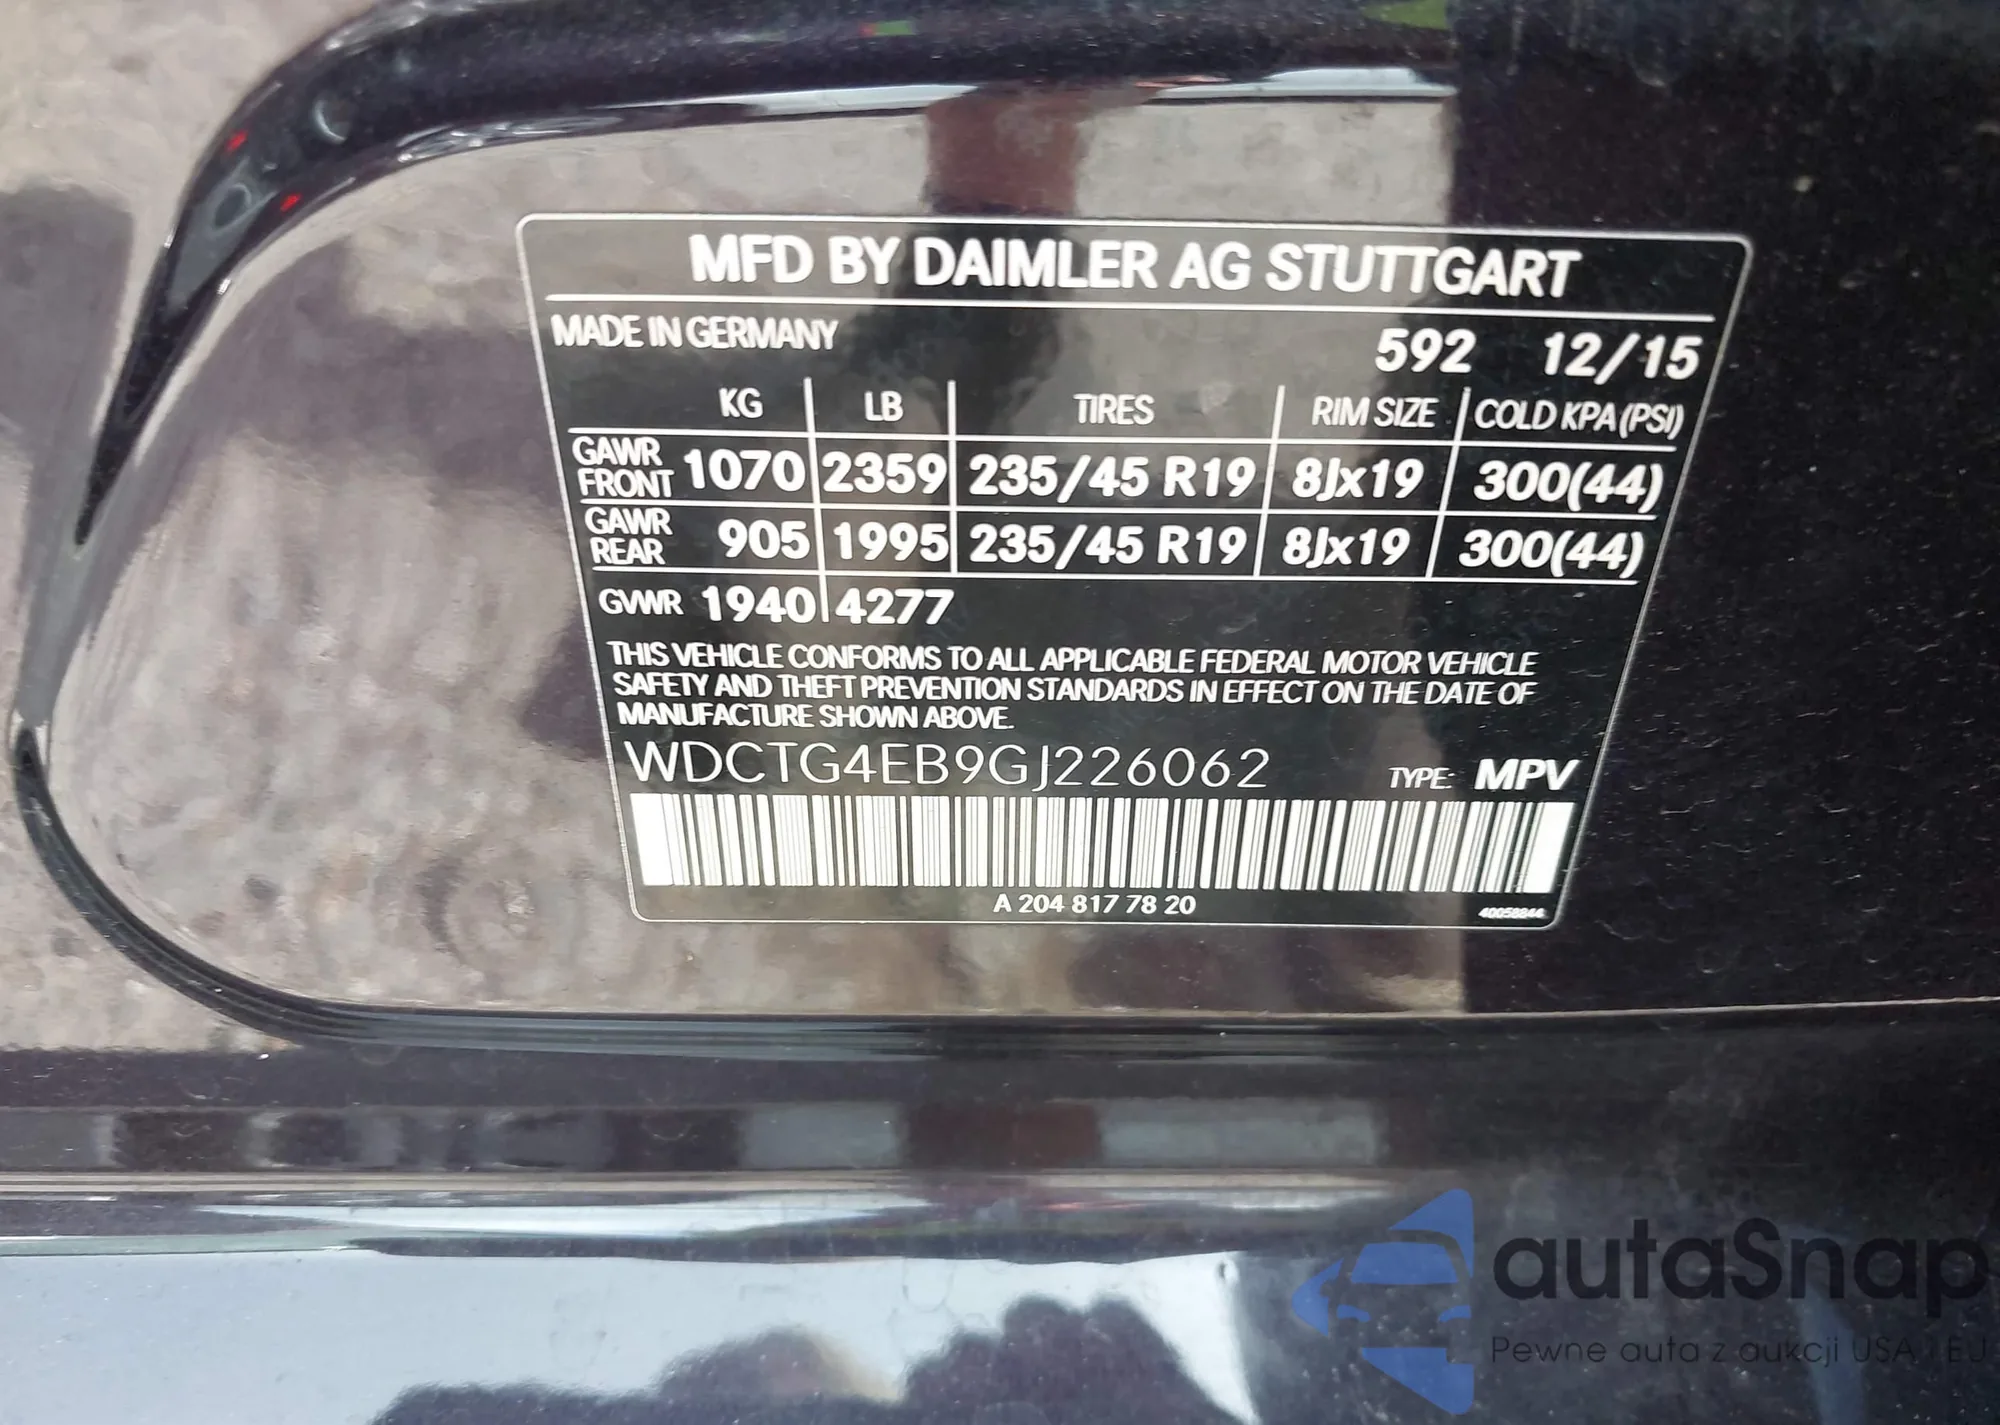 MFD BY DAIMLER AG STUTTGART
MADE IN GERMANY 592 12/15
KG LB TIRES RIM SIZE COLD KPA (PSI)
GAWR FRONT 1070 2359 235/45 R19 8Jx19 300(44)
GAWR REAR 905 1995 235/45 R19 8Jx19 300(44)
GVWR 1940 4277
THIS VEHICLE CONFORMS TO ALL APPLICABLE FEDERAL MOTOR VEHICLE
SAFETY AND THEFT PREVENTION STANDARDS IN EFFECT ON THE DATE OF
MANUFACTURE SHOWN ABOVE.
WDCTG4EB9GJ226062 TYPE: MPV
A 204 817 78 20 40058844
autaSnap
Pewne auta z aukcji USA i EU